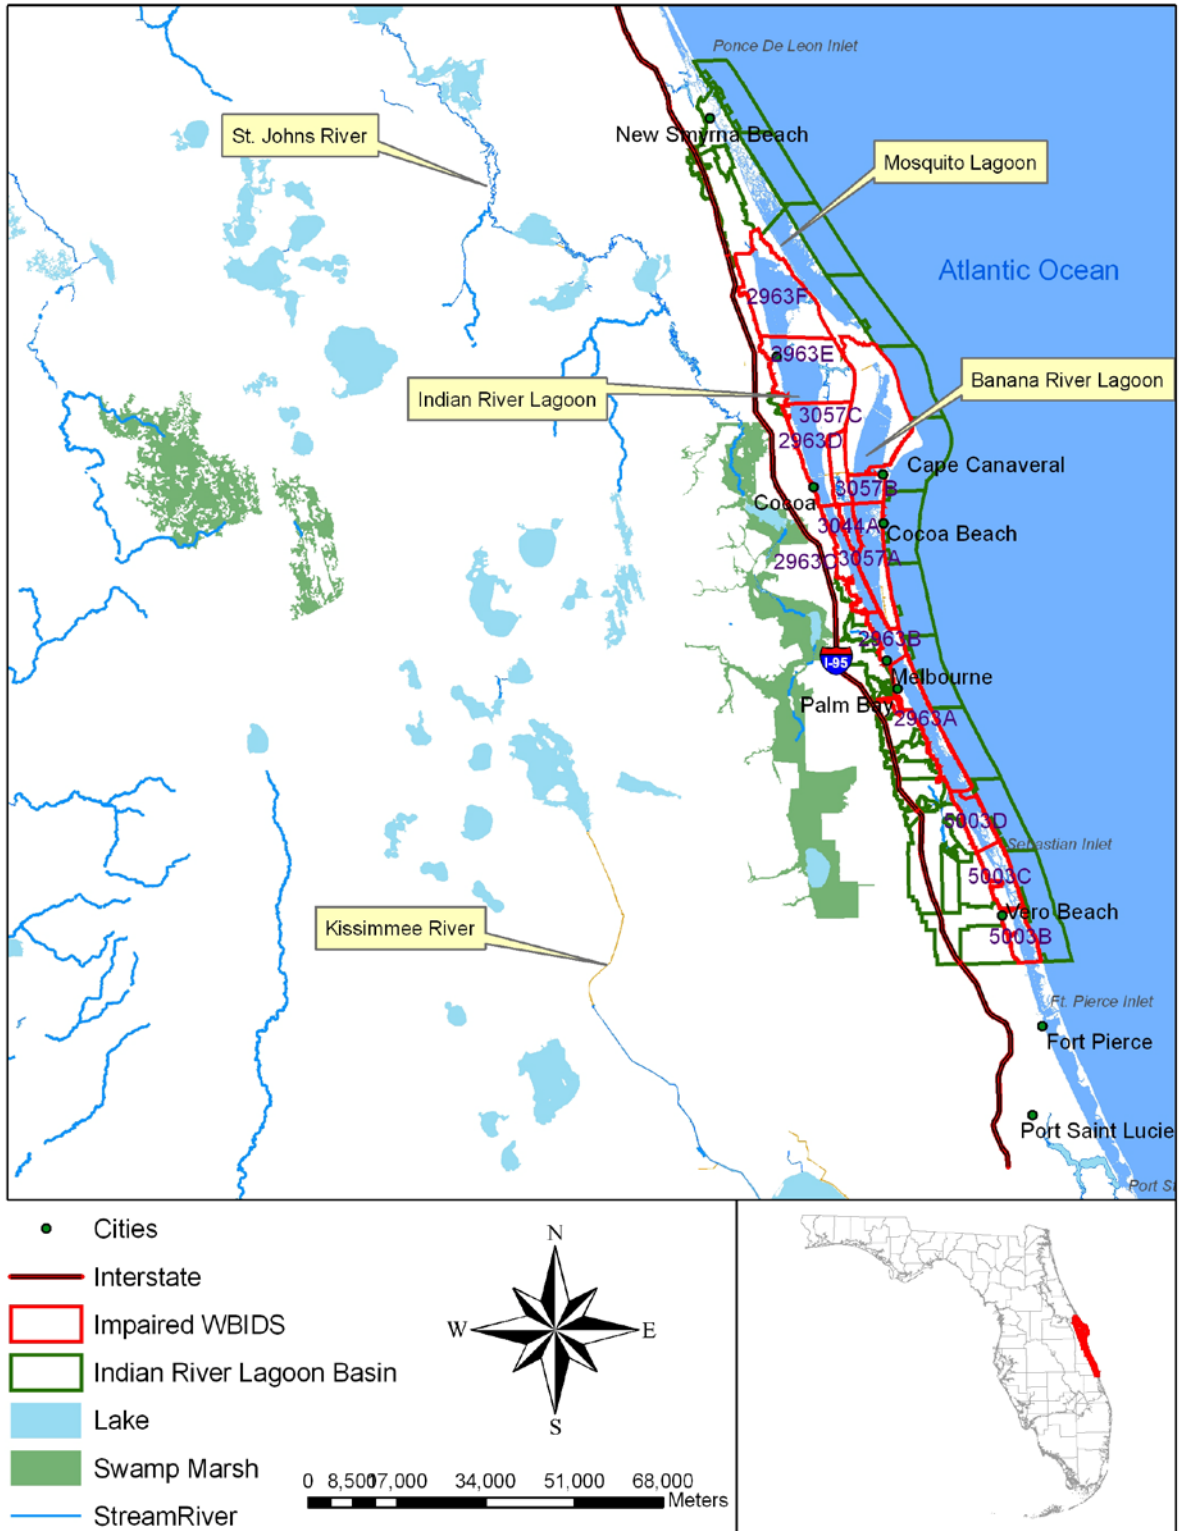 Ponce De Leon Inlet
New Smyrna Beach
St. Johns River
Mosquito Lagoon
Atlantic Ocean
2963F
2963E
Banana River Lagoon
Indian River Lagoon
3057C
2963D
Cape Canaveral
3057B
Cocoa
3044A
Cocoa Beach
2963C
3057A
2963B
I-95
Melbourne
Palm Bay
2963A
5003D
Sebastian Inlet
5003C
Vero Beach
Kissimmee River
5003B
Ft. Pierce Inlet
Fort Pierce
Port Saint Lucie
Port St
Cities
Interstate
Impaired WBIDS
Indian River Lagoon Basin
Lake
Swamp Marsh
StreamRiver
N
W
E
S
0 8,500 17,000 34,000 51,000 68,000
Meters